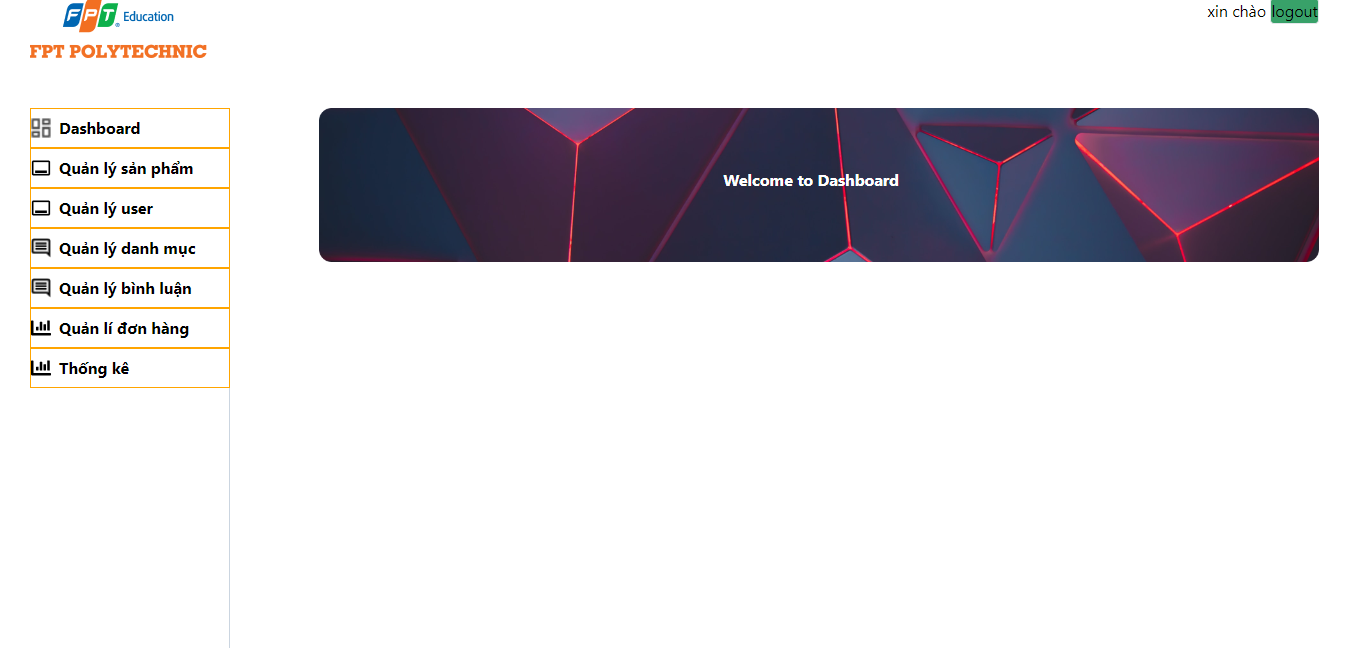 FPT Education
FPT POLYTECHNIC
xin chào logout
Dashboard
Quản lý sản phẩm
Quản lý user
Quản lý danh mục
Quản lý bình luận
Quản lí đơn hàng
Thống kê
Welcome to Dashboard